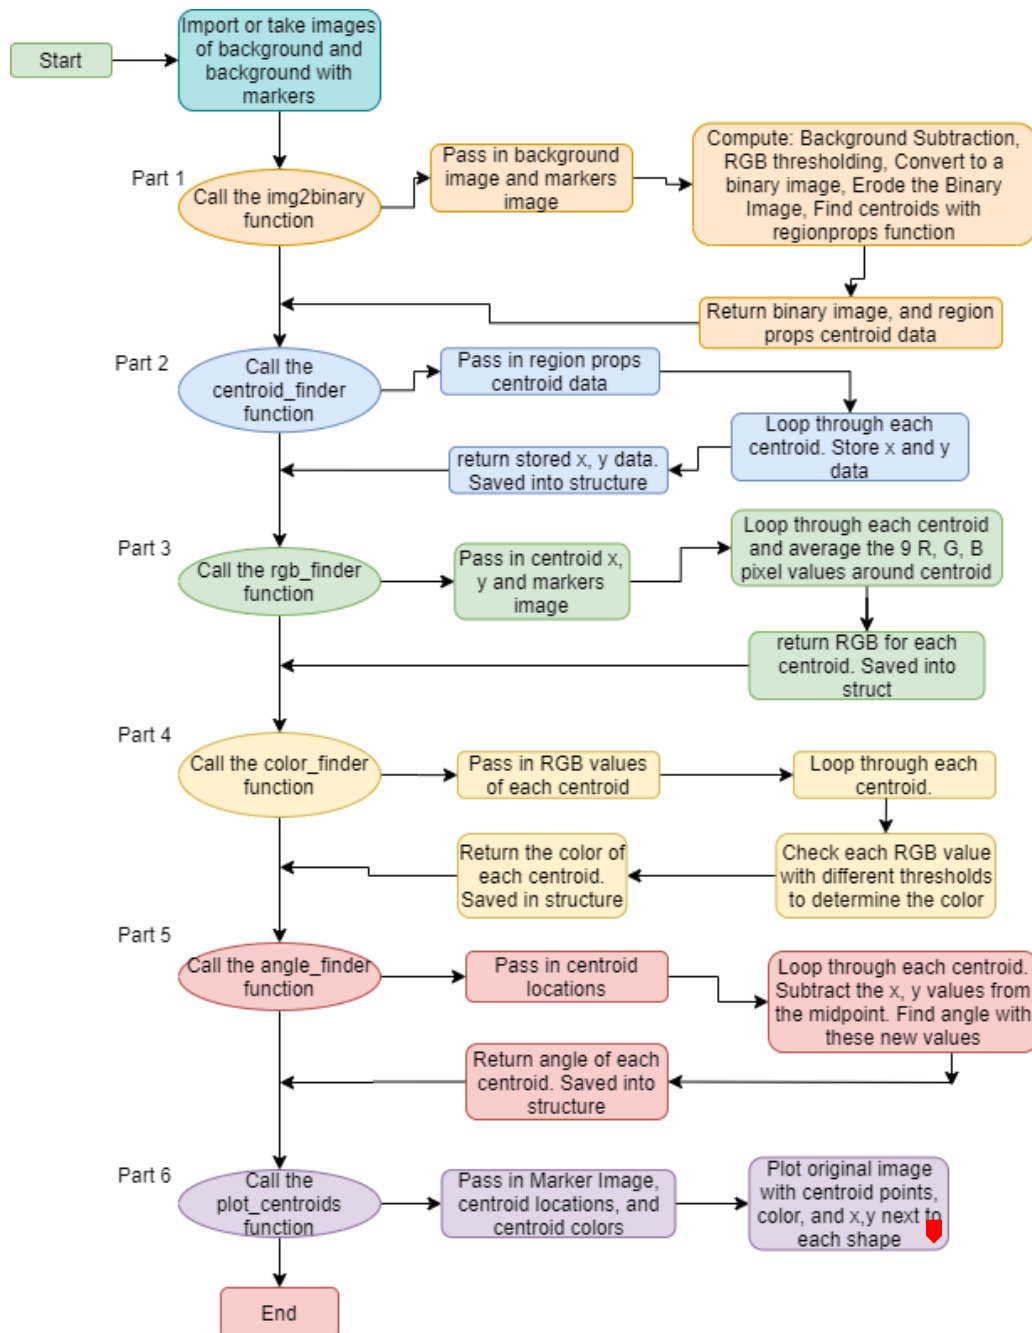 Start
Import or take images
of background and
background with
markers
Part 1
Call the img2binary
function
Pass in background
image and markers
image
Compute: Background Subtraction,
RGB thresholding, Convert to a
binary image, Erode the Binary
Image, Find centroids with
regionprops function
Return binary image, and region
props centroid data
Part 2
Call the
centroid_finder
function
Pass in region props
centroid data
Loop through each
centroid. Store x and y
data
return stored x, y data.
Saved into structure
Part 3
Call the rgb_finder
function
Pass in centroid x,
y and markers
image
Loop through each centroid
and average the 9 R, G, B
pixel values around centroid
return RGB for each
centroid. Saved into
struct
Part 4
Call the color_finder
function
Pass in RGB values
of each centroid
Loop through each
centroid.
Check each RGB value
with different thresholds
to determine the color
Return the color of
each centroid.
Saved in structure
Part 5
Call the angle_finder
function
Pass in centroid
locations
Loop through each centroid.
Subtract the x, y values from
the midpoint. Find angle with
these new values
Return angle of each
centroid. Saved into
structure
Part 6
Call the
plot_centroids
function
Pass in Marker Image,
centroid locations, and
centroid colors
Plot original image
with centroid points,
color, and x,y next to
each shape
End